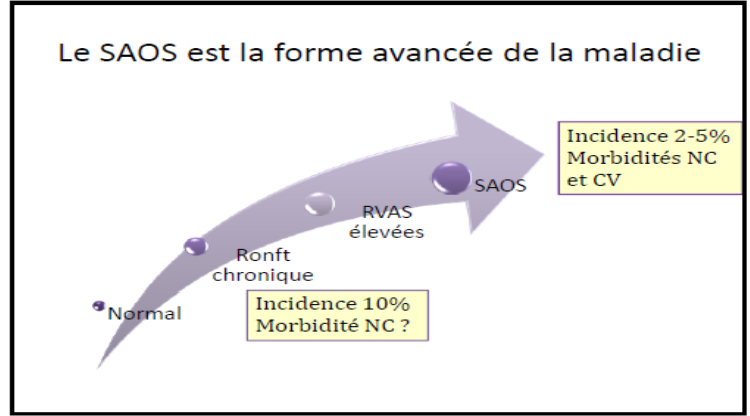 Le SAOS est la forme avancée de la maladie
Incidence 2-5%
Morbidités NC
et CV
SAOS
RVAS
élevées
Ronft
chronique
Incidence 10%
Morbidité NC ?
Normal